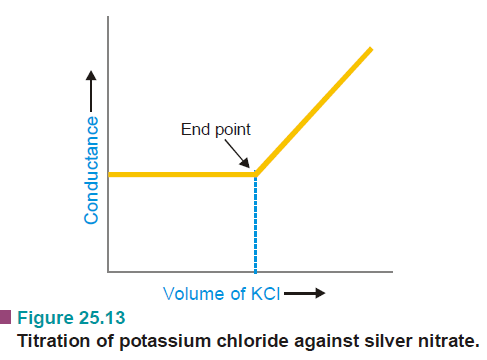 End point
Conductance
Volume of KCl
Figure 25.13
Titration of potassium chloride against silver nitrate.